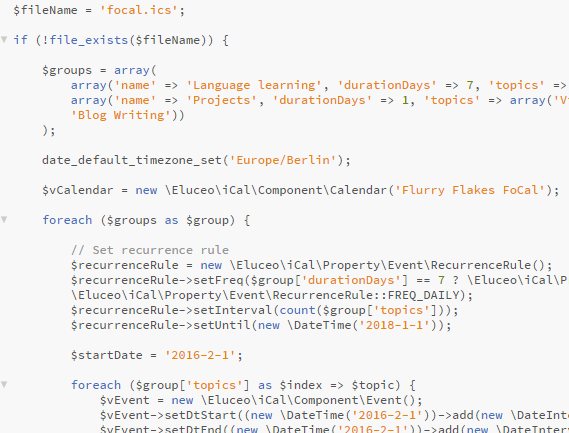 $fileName = 'focal.ics';
if (!file_exists($fileName)) {
$groups = array(
array('name' => 'Language learning', 'durationDays' => 7, 'topics' =>
array('name' => 'Projects', 'durationDays' => 1, 'topics' => array('V
'Blog Writing'))
);
date_default_timezone_set('Europe/Berlin');
$vCalendar = new \Eluceo\iCal\Component\Calendar('Flurry Flakes FoCal');
foreach ($groups as $group) {
// Set recurrence rule
$recurrenceRule = new \Eluceo\iCal\Property\Event\RecurrenceRule();
$recurrenceRule->setFreq($group['durationDays'] == 7 ? \Eluceo\iCal\P
\Eluceo\iCal\Property\Event\RecurrenceRule::FREQ_DAILY);
$recurrenceRule->setInterval(count($group['topics']));
$recurrenceRule->setUntil(new \DateTime('2018-1-1'));
$startDate = '2016-2-1';
foreach ($group['topics'] as $index => $topic) {
$vEvent = new \Eluceo\iCal\Component\Event();
$vEvent->setDtStart((new \DateTime('2016-2-1'))->add(new \DateInte
$vEvent->setDtEnd((new \DateTime('2016-2-1'))->add(new \DateInterv